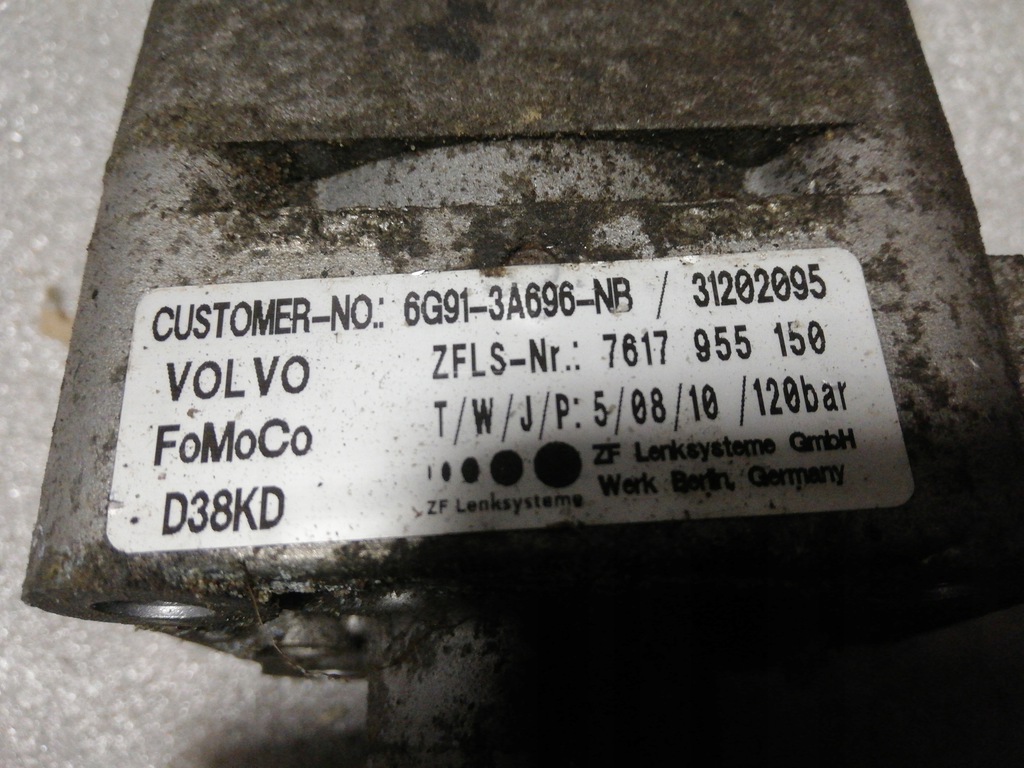 CUSTOMER-NO.: 6G91-3A696-NB / 31202095
VOLVO ZFLS-Nr.: 7617 955 150
FoMoCo T/W/J/P: 5/08/10 /120bar
D38KD
ZF Lenksysteme
ZF Lenksysteme GmbH
Werk Berlin, Germany